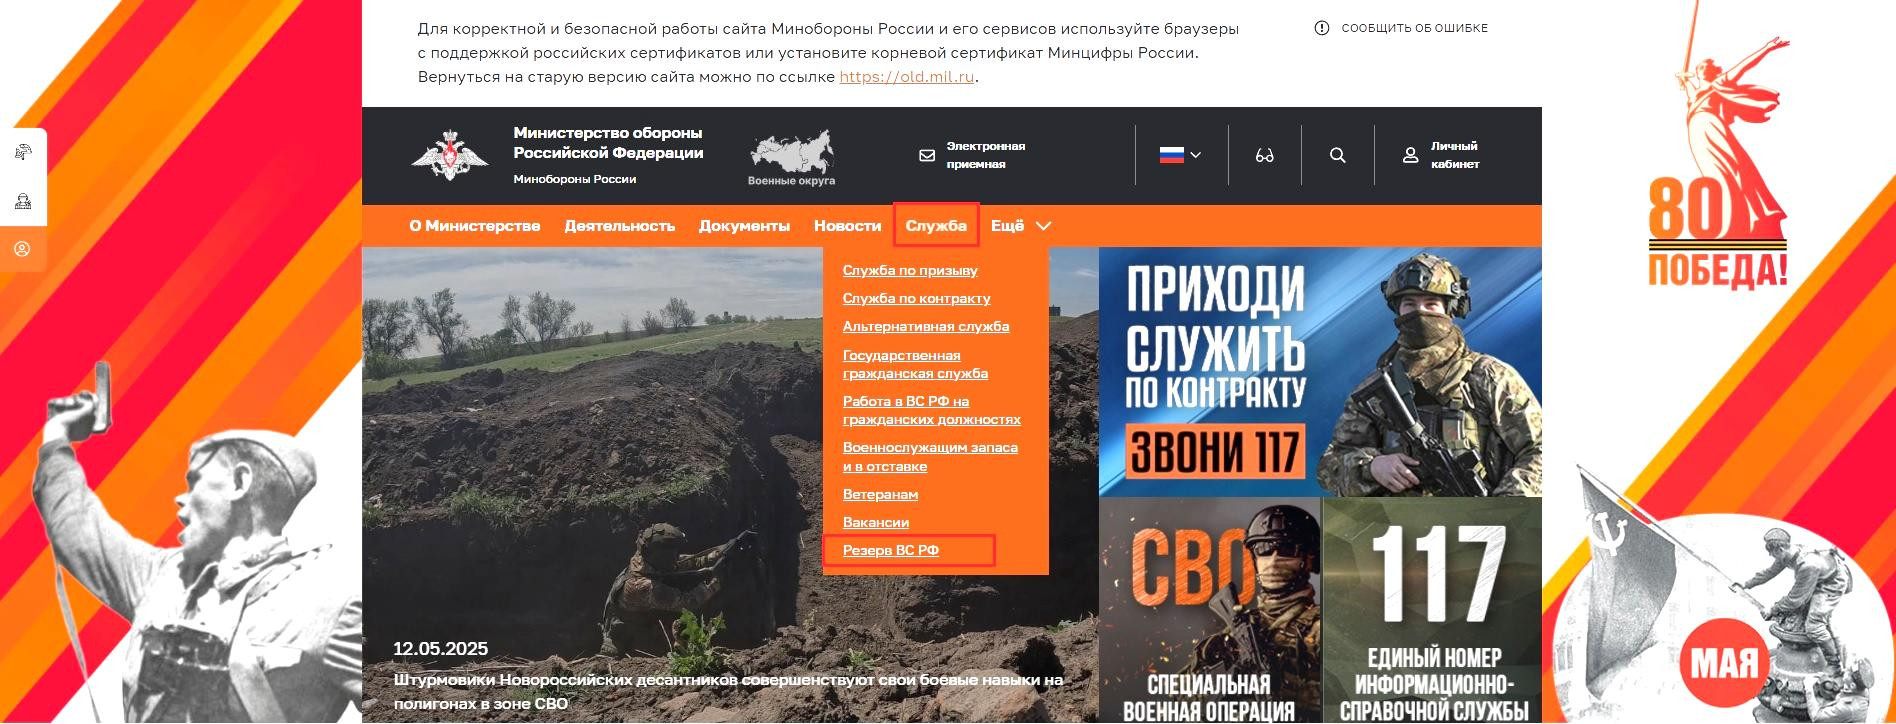 Для корректной и безопасной работы сайта Минобороны России и его сервисов используйте браузеры
с поддержкой российских сертификатов или установите корневой сертификат Минцифры России.
Вернуться на старую версию сайта можно по ссылке https://old.mil.ru.
СООБЩИТЬ ОБ ОШИБКЕ
Министерство обороны
Российской Федерации
Минобороны России
Военные округа
Электронная
приемная
Личный
кабинет
О Министерстве
Деятельность
Документы
Новости
Служба
Ещё
Служба по призыву
Служба по контракту
Альтернативная служба
Государственная
гражданская служба
Работа в ВС РФ на
гражданских должностях
Военнослужащим запаса
и в отставке
Ветеранам
Вакансии
Резерв ВС РФ
12.05.2025
Штурмовики Новороссийских десантников совершенствуют свои боевые навыки на
полигонах в зоне СВО
ПРИХОДИ
СЛУЖИТЬ
ПО КОНТРАКТУ
ЗВОНИ 117
СВО
СПЕЦИАЛЬНАЯ
ВОЕННАЯ ОПЕРАЦИЯ
117
ЕДИНЫЙ НОМЕР
ИНФОРМАЦИОННО-
СПРАВОЧНОЙ СЛУЖБЫ
80
ПОБЕДА!
МАЯ